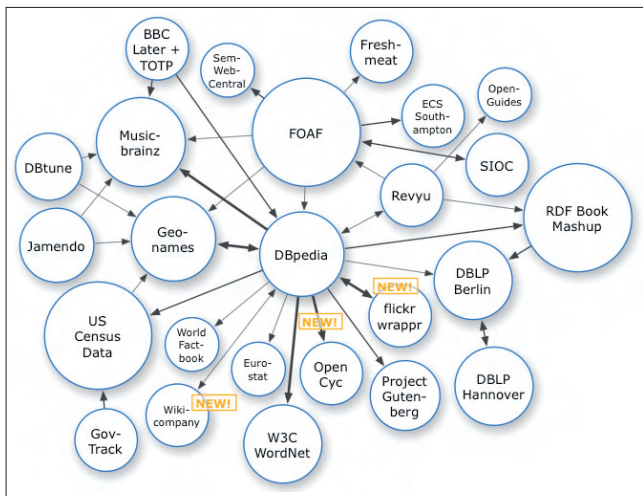 BBC
Later +
TOTP
Sem-
Web-
Central
Fresh-
meat
Open-
Guides
ECS
South-
ampton
Music-
brainz
FOAF
SIOC
DBtune
Revyu
RDF Book
Mashup
Jamendo
Geo-
names
DBpedia
DBLP
Berlin
US
Census
Data
World
Fact-
book
NEW!
flickr
wrappr
NEW!
Euro-
stat
Open
Cyc
Project
Guten-
berg
DBLP
Hannover
Wiki-
company
NEW!
Gov-
Track
W3C
WordNet